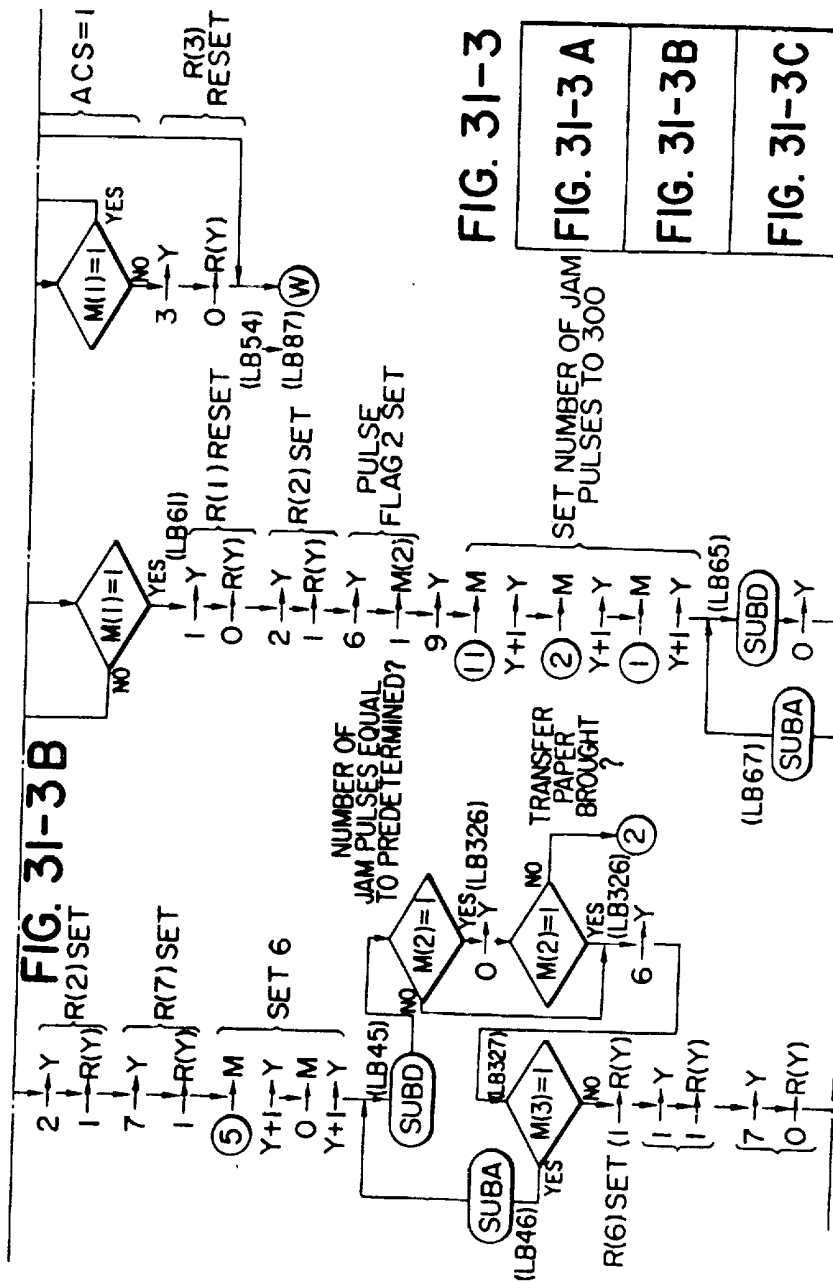 FIG. 31-3B
2→Y
1→R(Y)
R(2)SET
7→Y
1→R(Y)
R(7)SET
⑤→M
Y+1→Y
0→M
Y+1→Y
SET 6
(LB45)
SUBD
NUMBER OF
JAM PULSES EQUAL
TO PREDETERMINED?
M(2)=1
NO
YES
(LB326)
0→Y
M(2)=1
NO
TRANSFER
PAPER
BROUGHT
?
②
YES
(LB326)
6→Y
(LB327)
M(3)=1
YES
NO
SUBA
(LB46)
R(6)SET (1→R(Y)
1→Y
1→R(Y)
7→Y
0→R(Y)
M(1)=1
NO
YES
(LB61)
1→Y
0→R(Y)
R(1)RESET
2→Y
1→R(Y)
R(2)SET
6→Y
1→M(2)
PULSE
FLAG 2 SET
9→Y
⑪→M
Y+1→Y
②→M
Y+1→Y
①→M
Y+1→Y
SET NUMBER OF JAM
PULSES TO 300
(LB65)
SUBD
0→Y
(LB67)
SUBA
M(1)=1
YES
NO
ACS=1
3→Y
0→R(Y)
R(3)
RESET
(LB54)
(LB87)
W
FIG. 31-3
FIG. 31-3A
FIG. 31-3B
FIG. 31-3C